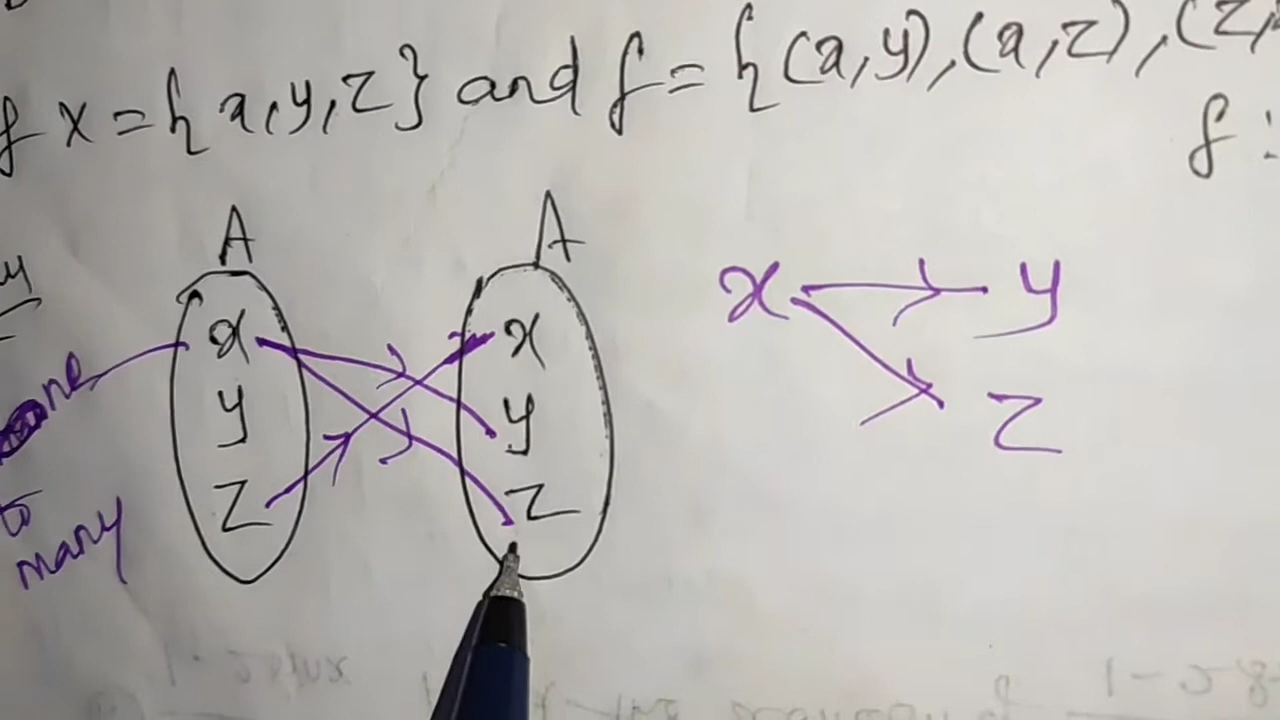 f X = {x, y, z} and f = {(x, y), (x, z), (z,
f :
A A
x x
y y
z z
one
to
many
x y
z